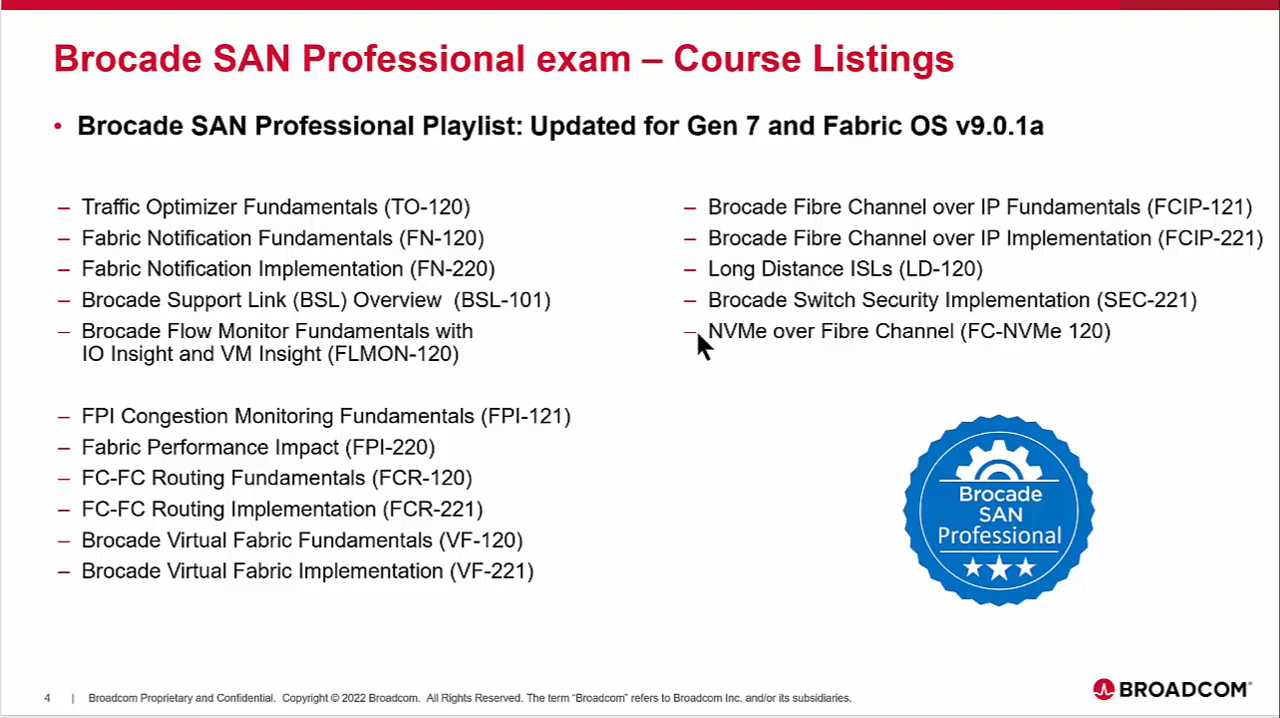 Brocade SAN Professional exam – Course Listings
• Brocade SAN Professional Playlist: Updated for Gen 7 and Fabric OS v9.0.1a
– Traffic Optimizer Fundamentals (TO-120)
– Fabric Notification Fundamentals (FN-120)
– Fabric Notification Implementation (FN-220)
– Brocade Support Link (BSL) Overview (BSL-101)
– Brocade Flow Monitor Fundamentals with
IO Insight and VM Insight (FLMON-120)
– FPI Congestion Monitoring Fundamentals (FPI-121)
– Fabric Performance Impact (FPI-220)
– FC-FC Routing Fundamentals (FCR-120)
– FC-FC Routing Implementation (FCR-221)
– Brocade Virtual Fabric Fundamentals (VF-120)
– Brocade Virtual Fabric Implementation (VF-221)
– Brocade Fibre Channel over IP Fundamentals (FCIP-121)
– Brocade Fibre Channel over IP Implementation (FCIP-221)
– Long Distance ISLs (LD-120)
– Brocade Switch Security Implementation (SEC-221)
– NVMe over Fibre Channel (FC-NVMe 120)
Brocade
SAN
Professional
4 | Broadcom Proprietary and Confidential. Copyright © 2022 Broadcom. All Rights Reserved. The term “Broadcom” refers to Broadcom Inc. and/or its subsidiaries.
BROADCOM®